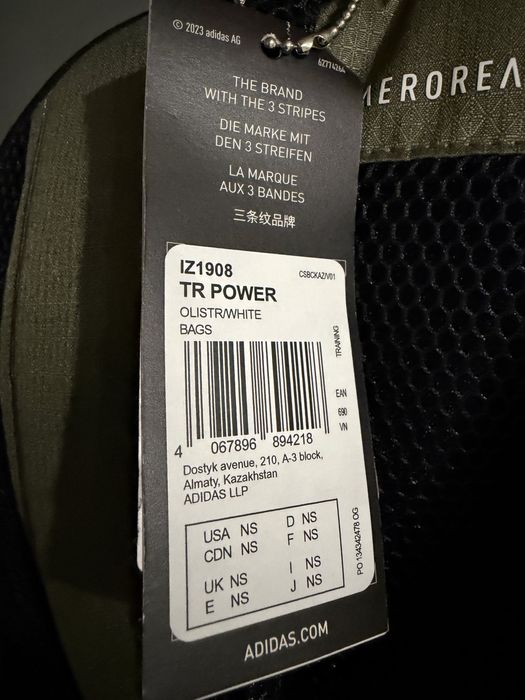 © 2023 adidas AG
62774264
THE BRAND
WITH THE 3 STRIPES
DIE MARKE MIT
DEN 3 STREIFEN
LA MARQUE
AUX 3 BANDES
三条纹品牌
AEROREA
IZ1908
CSBCKAZ/V01
TR POWER
OLISTR/WHITE
BAGS
TRAINING
EAN
690
VN
4 067896 894218
Dostyk avenue, 210, A-3 block,
Almaty, Kazakhstan
ADIDAS LLP
USA NS D NS
CDN NS F NS
UK NS I NS
E NS J NS
PO 134342478 OG
ADIDAS.COM